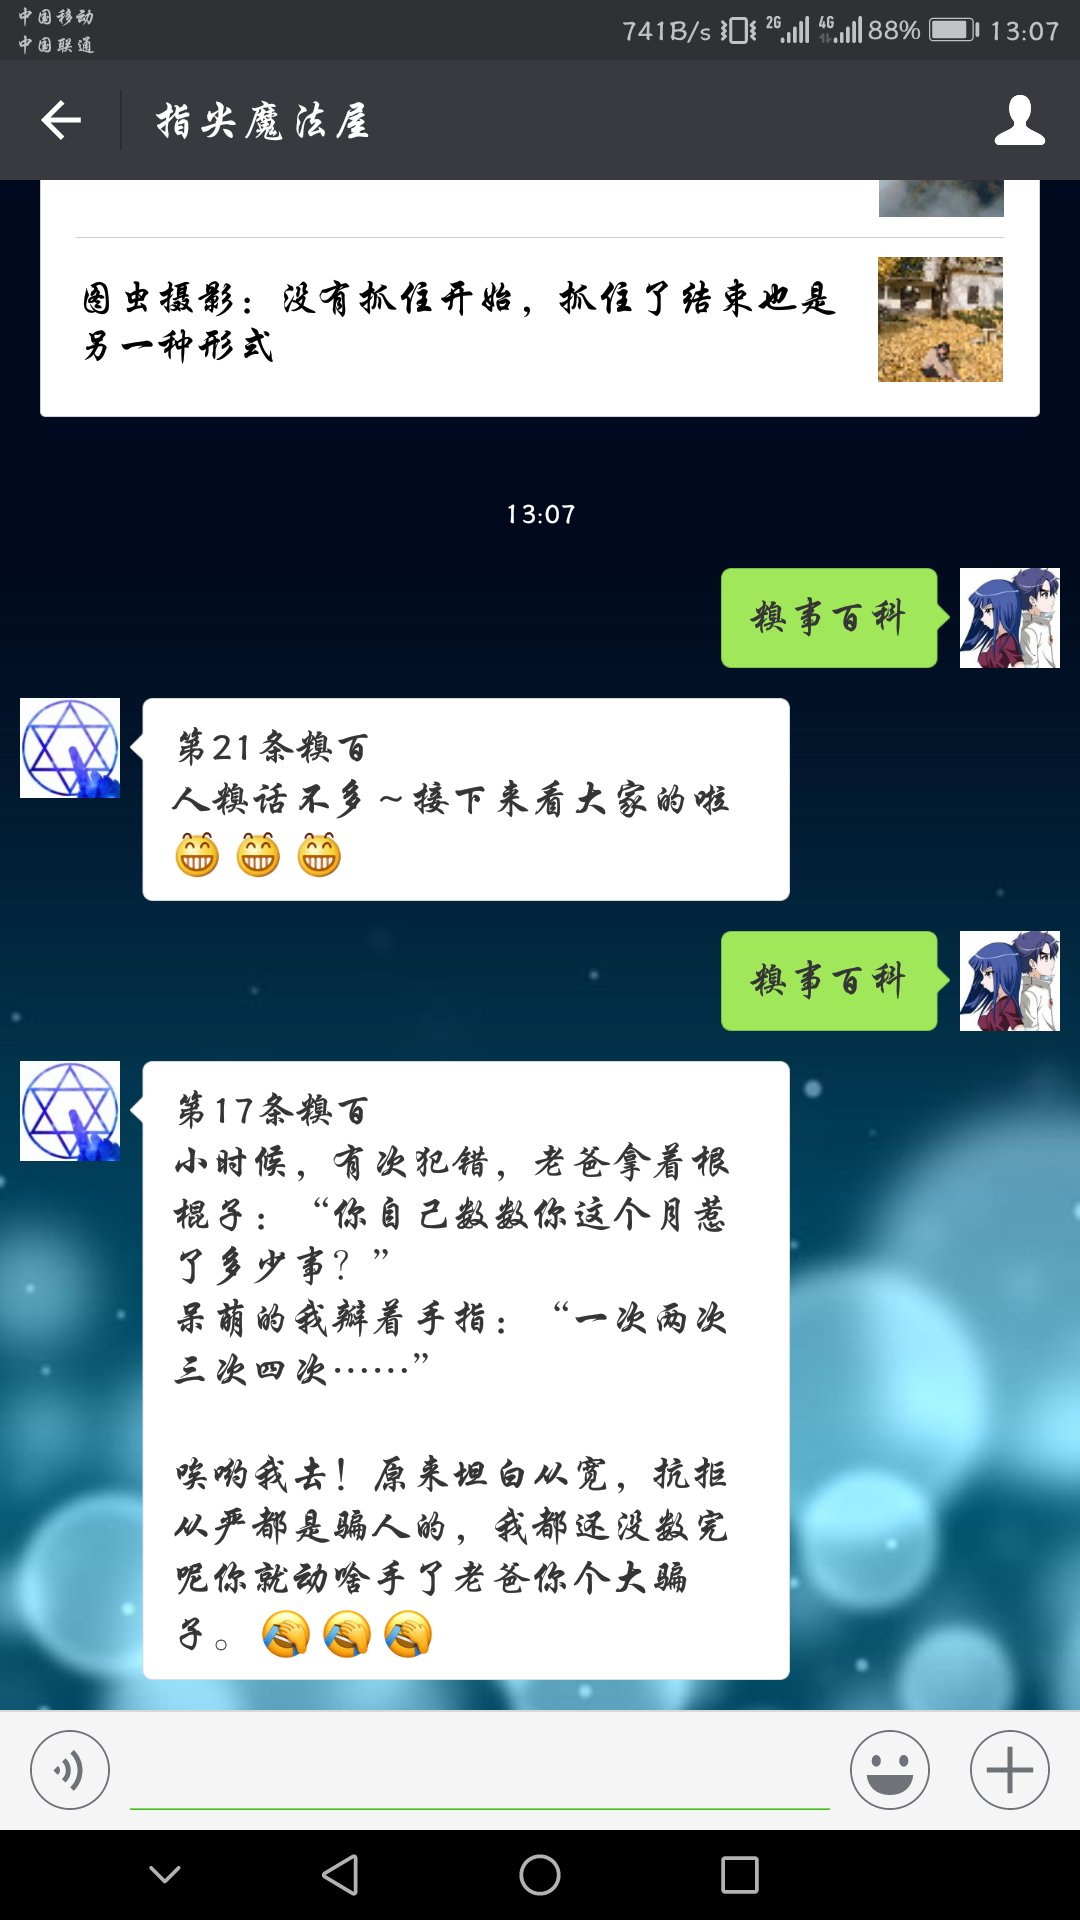 中国移动
中国联通
741B/s 2G 4G 88% 13:07
指尖魔法屋
图虫摄影：没有抓住开始，抓住了结束也是
另一种形式
13:07
糗事百科
第21条糗百
人糗话不多～接下来看大家的啦
😁😁😁
糗事百科
第17条糗百
小时候，有次犯错，老爸拿着根
棍子：“你自己数数你这个月惹
了多少事？”
呆萌的我瓣着手指：“一次两次
三次四次……”
唉哟我去！原来坦白从宽，抗拒
从严都是骗人的，我都还没数完
呢你就动啥手了老爸你个大骗
子。🤦🤦🤦